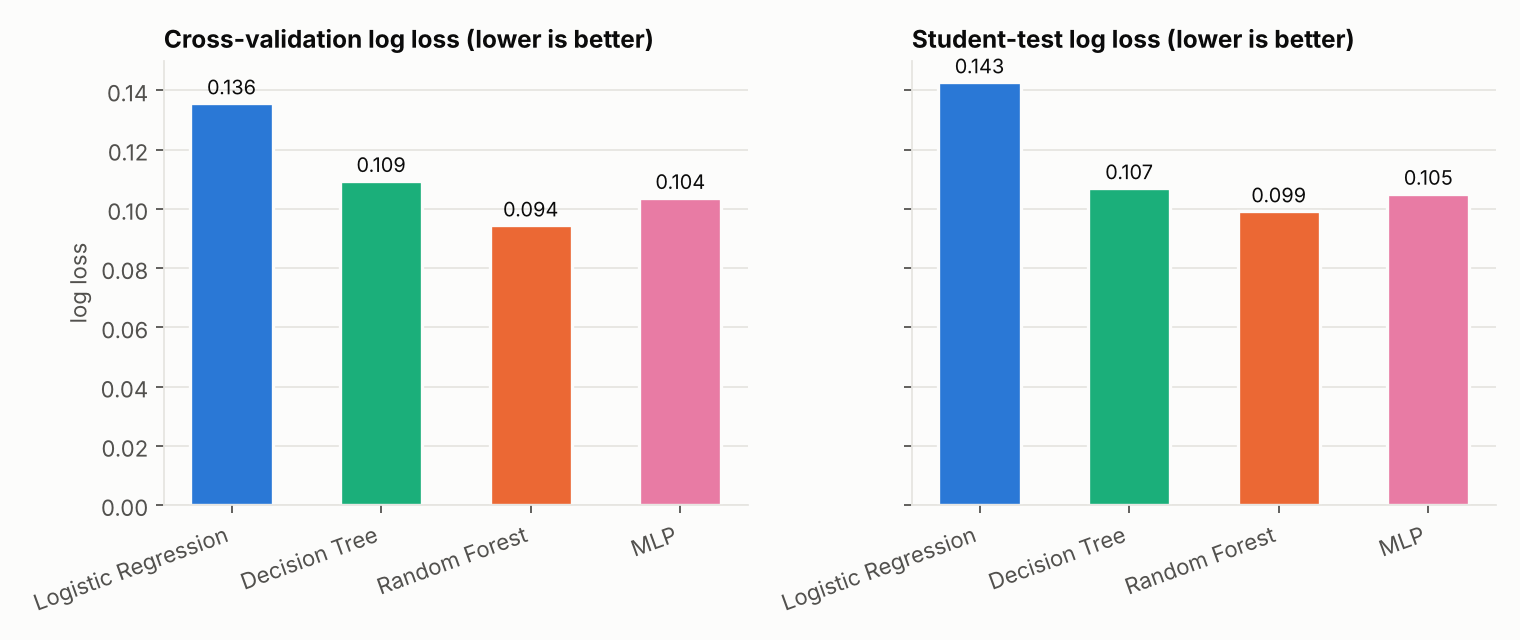 Cross-validation log loss (lower is better)
0.136
0.109
0.094
0.104
0.14
0.12
0.10
0.08
0.06
0.04
0.02
0.00
log loss
Logistic Regression
Decision Tree
Random Forest
MLP
Student-test log loss (lower is better)
0.143
0.107
0.099
0.105
Logistic Regression
Decision Tree
Random Forest
MLP